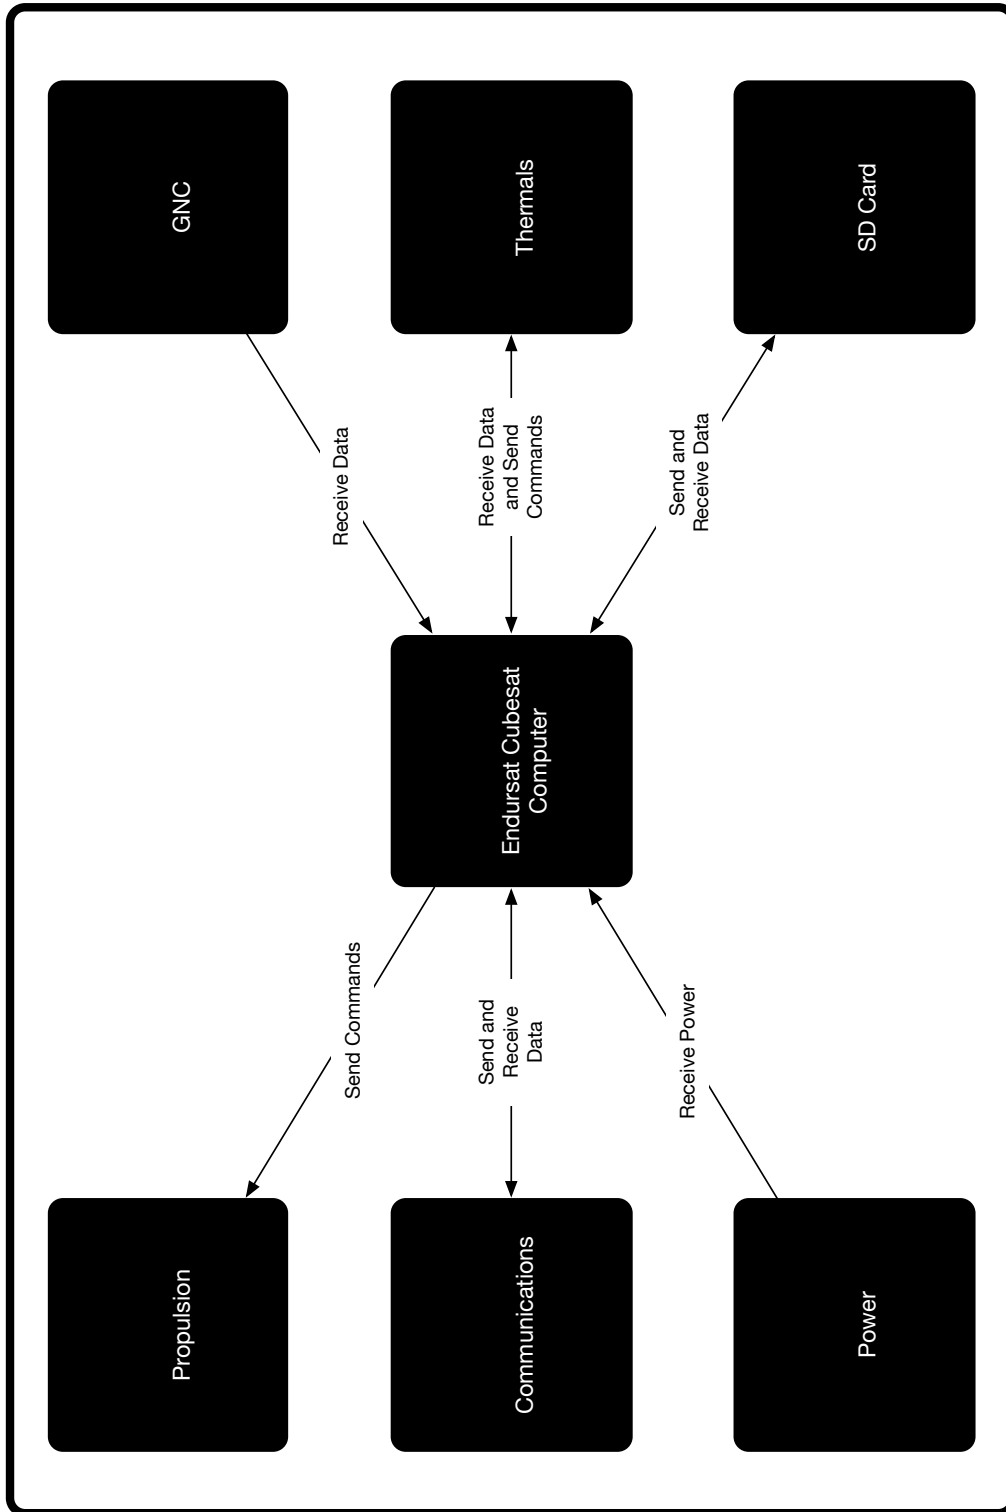 Propulsion
GNC
Send Commands
Receive Data
Communications
Send and
Receive
Data
Endursat Cubesat
Computer
Receive Data
and Send
Commands
Thermals
Receive Power
Send and
Receive Data
Power
SD Card